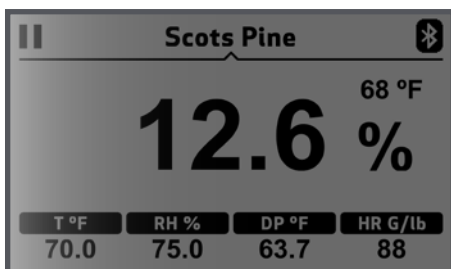 Scots Pine
68 ºF
12.6 %
T ºF RH % DP ºF HR G/lb
70.0 75.0 63.7 88